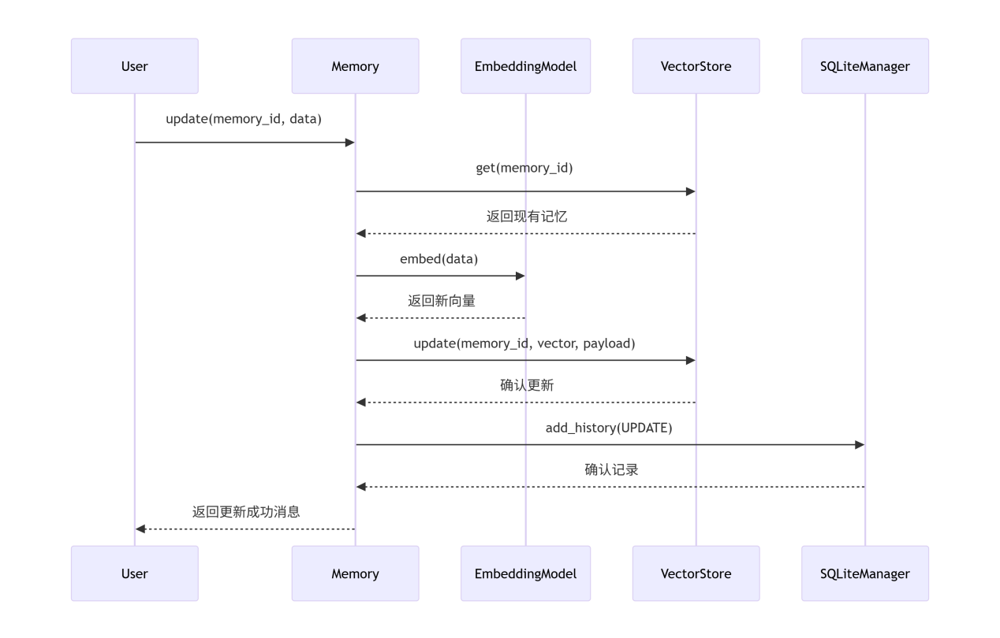 User
Memory
EmbeddingModel
VectorStore
SQLiteManager
update(memory_id, data)
get(memory_id)
返回现有记忆
embed(data)
返回新向量
update(memory_id, vector, payload)
确认更新
add_history(UPDATE)
确认记录
返回更新成功消息
User
Memory
EmbeddingModel
VectorStore
SQLiteManager